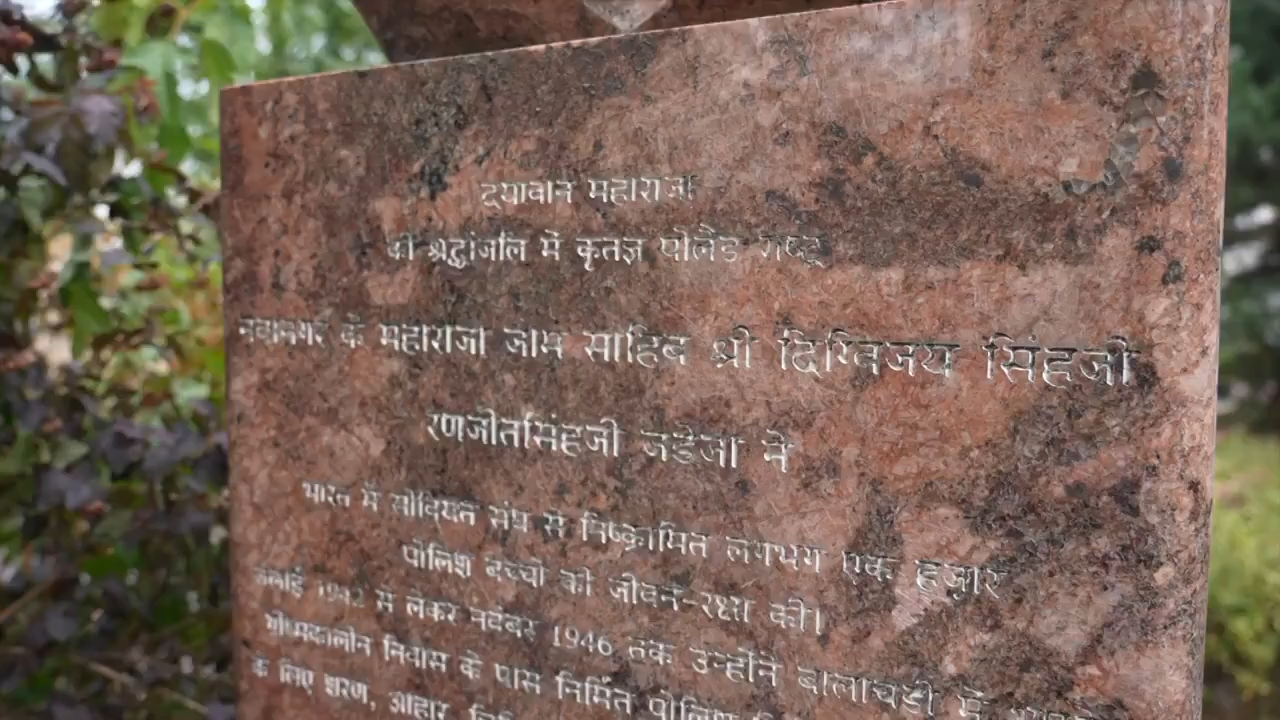 दयावान महाराजा
की श्रद्धांजलि में कृतज्ञ पोलैंड राष्ट्र
नवानगर के महाराजा जाम साहिब श्री दिग्विजय सिंहजी
रणजीतसिंहजी जडेजा ने
भारत में सोवियत संघ से निष्क्रामित लगभग एक हज़ार
पोलिश बच्चों की जीवन-रक्षा की।
जुलाई 1942 से लेकर नवंबर 1946 तक उन्होंने बालाचडी में
ग्रीष्मकालीन निवास के पास निर्मित पोलिश
के लिए शरण, आहार,